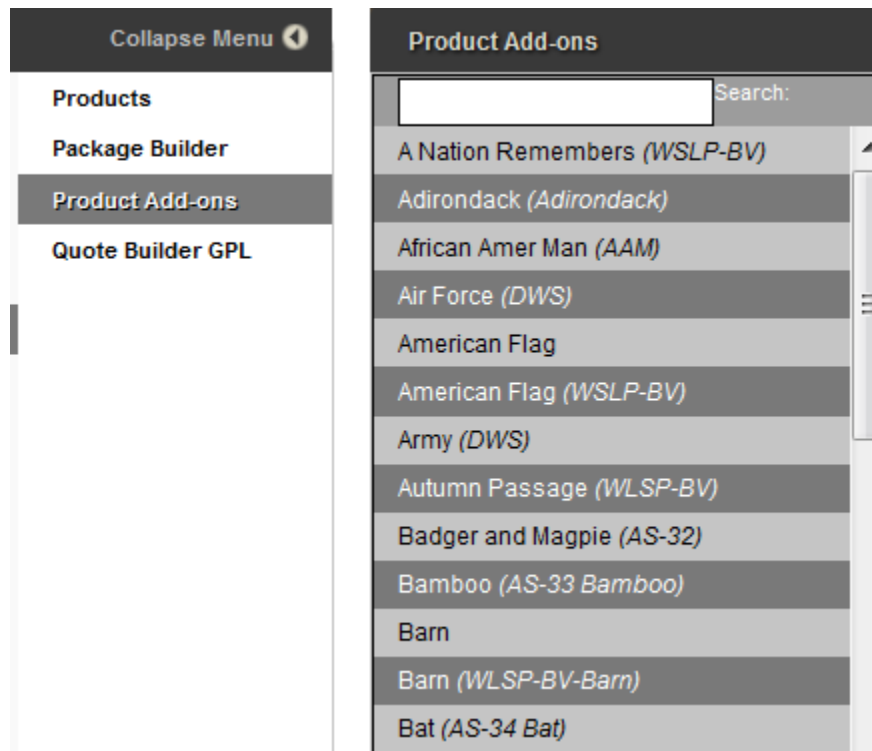 Collapse Menu
Products
Package Builder
Product Add-ons
Quote Builder GPL
Product Add-ons
Search:
A Nation Remembers (WSLP-BV)
Adirondack (Adirondack)
African Amer Man (AAM)
Air Force (DWS)
American Flag
American Flag (WSLP-BV)
Army (DWS)
Autumn Passage (WLSP-BV)
Badger and Magpie (AS-32)
Bamboo (AS-33 Bamboo)
Barn
Barn (WLSP-BV-Barn)
Bat (AS-34 Bat)